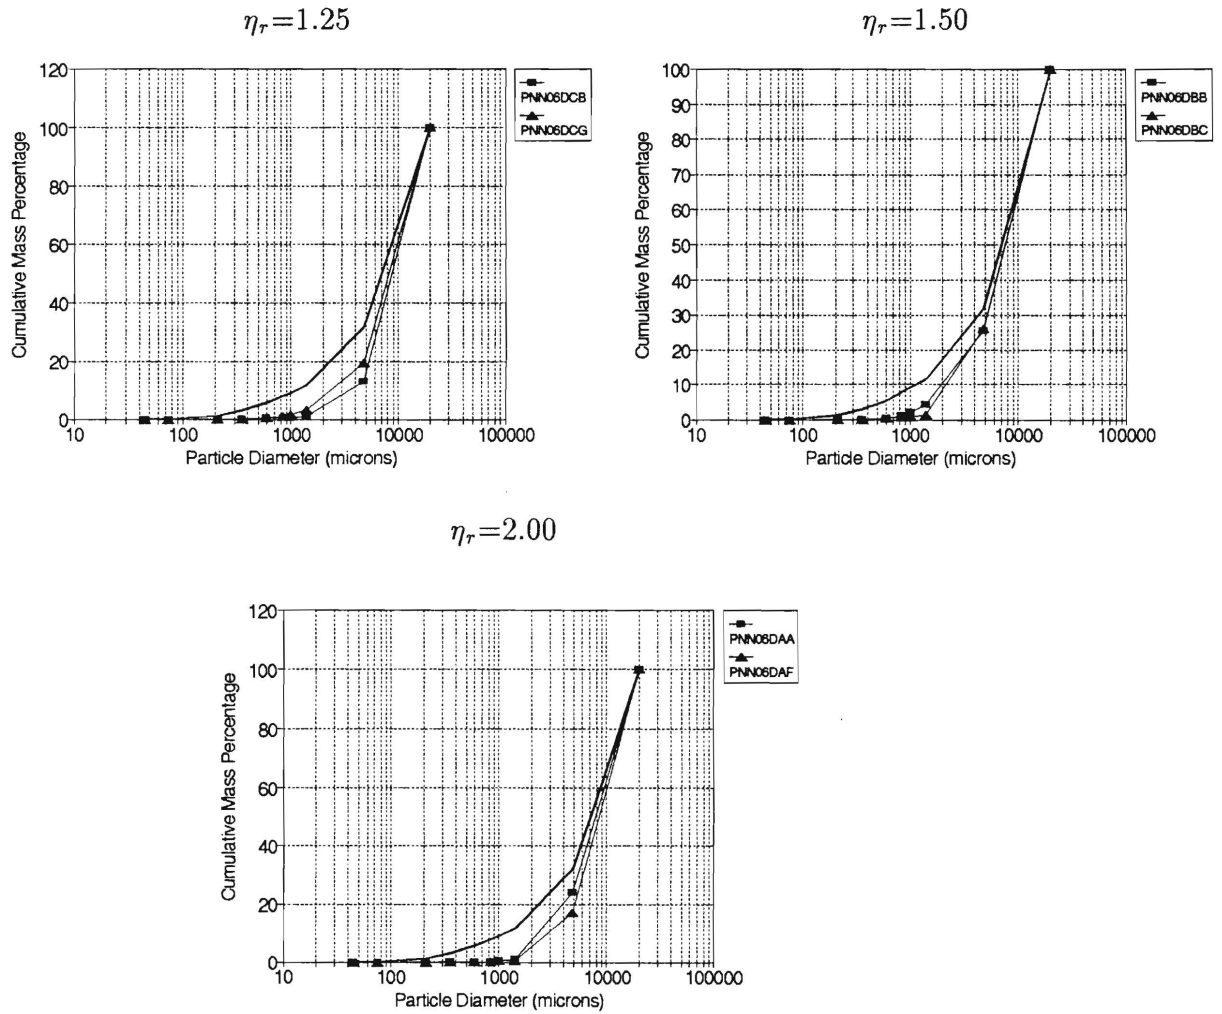 η_r=1.25
120
100
80
60
40
20
0
10 100 1000 10000 100000
Cumulative Mass Percentage
Particle Diameter (microns)
PNN06DCB
PNN06DCG
η_r=1.50
100
90
80
70
60
50
40
30
20
10
0
10 100 1000 10000 100000
Cumulative Mass Percentage
Particle Diameter (microns)
PNN06DBB
PNN06DBC
η_r=2.00
120
100
80
60
40
20
0
10 100 1000 10000 100000
Cumulative Mass Percentage
Particle Diameter (microns)
PNN06DAA
PNN06DAF